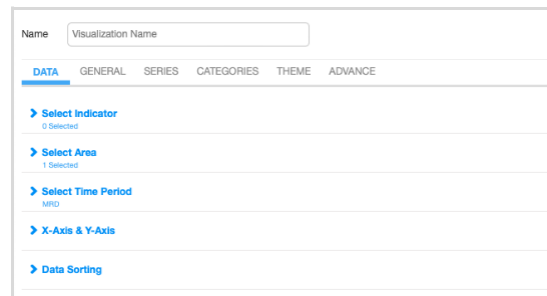 Name Visualization Name
DATA GENERAL SERIES CATEGORIES THEME ADVANCE
Select Indicator
0 Selected
Select Area
1 Selected
Select Time Period
MRD
X-Axis & Y-Axis
Data Sorting